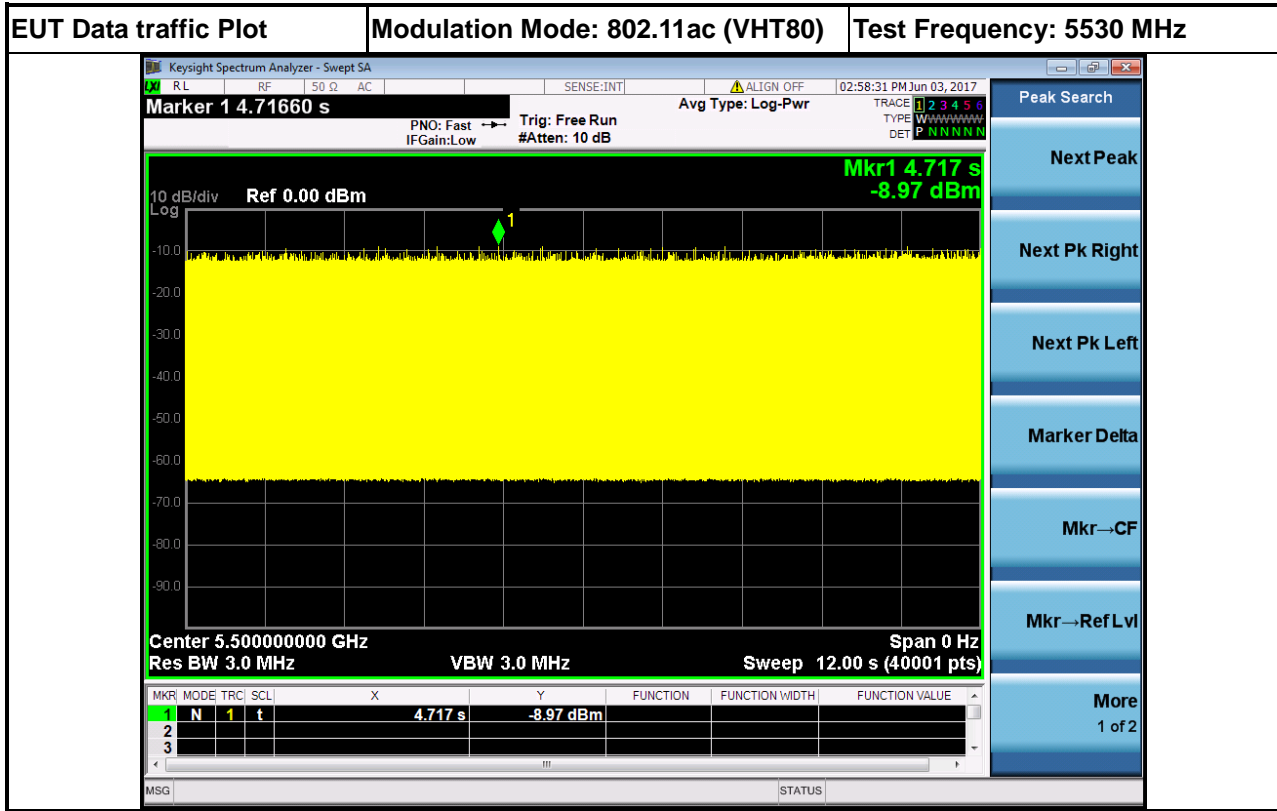 EUT Data traffic Plot Modulation Mode: 802.11ac (VHT80) Test Frequency: 5530 MHz
Keysight Spectrum Analyzer - Swept SA
LXI RL RF 50 Ω AC SENSE:INT ALIGN OFF 02:58:31 PM Jun 03, 2017
Marker 1 4.71660 s
PNO: Fast
IFGain:Low
Trig: Free Run
#Atten: 10 dB
Avg Type: Log-Pwr
TRACE 1 2 3 4 5 6
TYPE WWWWWWW
DET P N N N N N
Peak Search
Next Peak
Next Pk Right
Next Pk Left
Marker Delta
Mkr→CF
Mkr→Ref Lvl
More
1 of 2
Mkr1 4.717 s
-8.97 dBm
10 dB/div Ref 0.00 dBm
Log
1
-10.0
-20.0
-30.0
-40.0
-50.0
-60.0
-70.0
-80.0
-90.0
Center 5.500000000 GHz Span 0 Hz
Res BW 3.0 MHz VBW 3.0 MHz Sweep 12.00 s (40001 pts)
MKR MODE TRC SCL X Y FUNCTION FUNCTION WIDTH FUNCTION VALUE
1 N 1 t 4.717 s -8.97 dBm
2
3
MSG STATUS